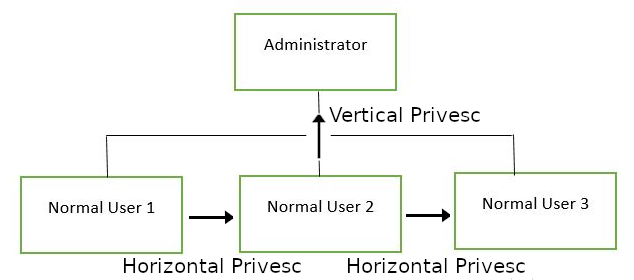 Administrator
Vertical Privesc
Normal User 1
Normal User 2
Normal User 3
Horizontal Privesc
Horizontal Privesc